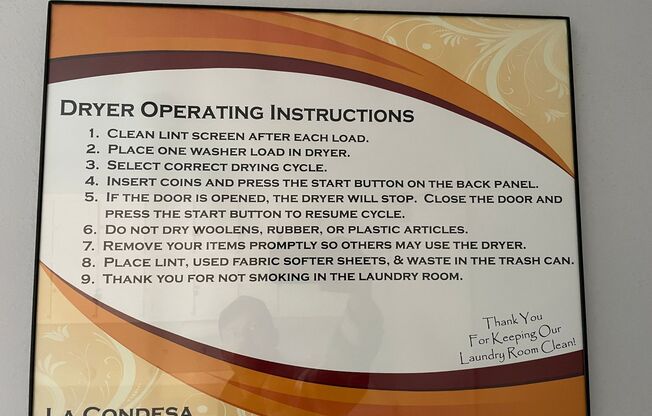 DRYER OPERATING INSTRUCTIONS
1. CLEAN LINT SCREEN AFTER EACH LOAD.
2. PLACE ONE WASHER LOAD IN DRYER.
3. SELECT CORRECT DRYING CYCLE.
4. INSERT COINS AND PRESS THE START BUTTON ON THE BACK PANEL.
5. IF THE DOOR IS OPENED, THE DRYER WILL STOP. CLOSE THE DOOR AND
PRESS THE START BUTTON TO RESUME CYCLE.
6. DO NOT DRY WOOLENS, RUBBER, OR PLASTIC ARTICLES.
7. REMOVE YOUR ITEMS PROMPTLY SO OTHERS MAY USE THE DRYER.
8. PLACE LINT, USED FABRIC SOFTER SHEETS, & WASTE IN THE TRASH CAN.
9. THANK YOU FOR NOT SMOKING IN THE LAUNDRY ROOM.
Thank You
For Keeping Our
Laundry Room Clean!
LA CONDESA